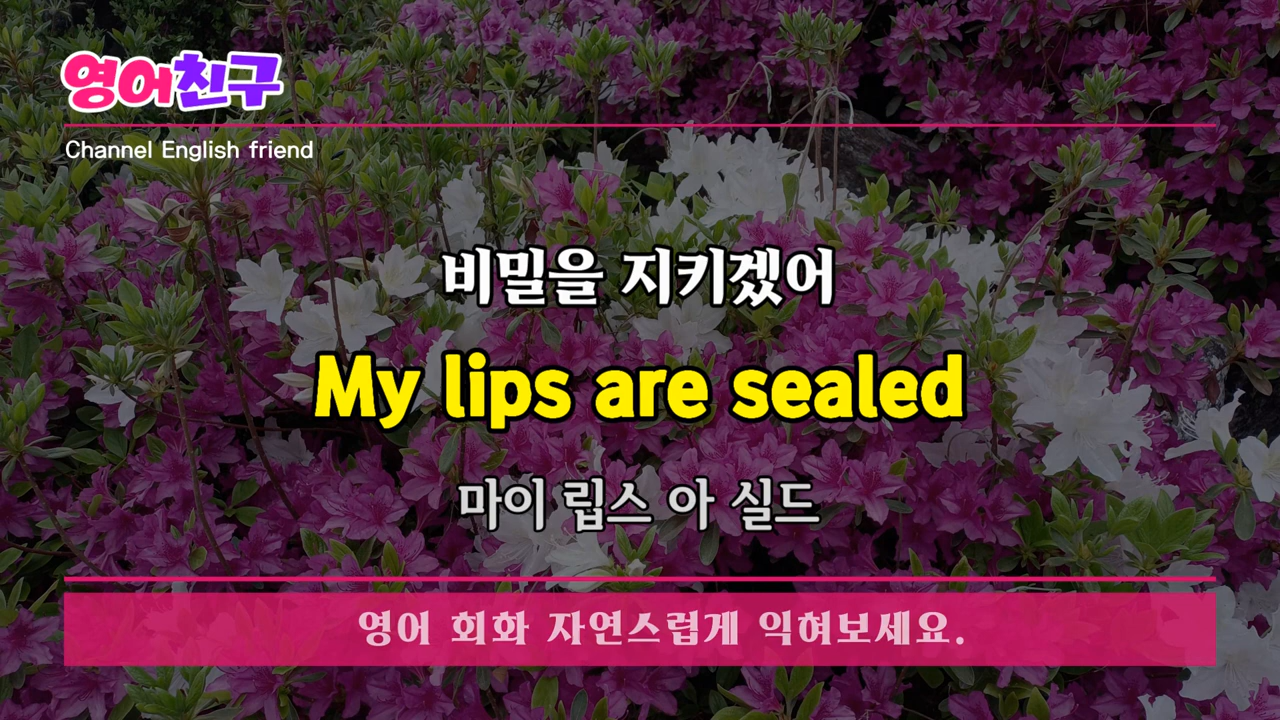 영어친구
Channel English friend
비밀을 지키겠어
My lips are sealed
마이 립스 아 실드
영어 회화 자연스럽게 익혀보세요.